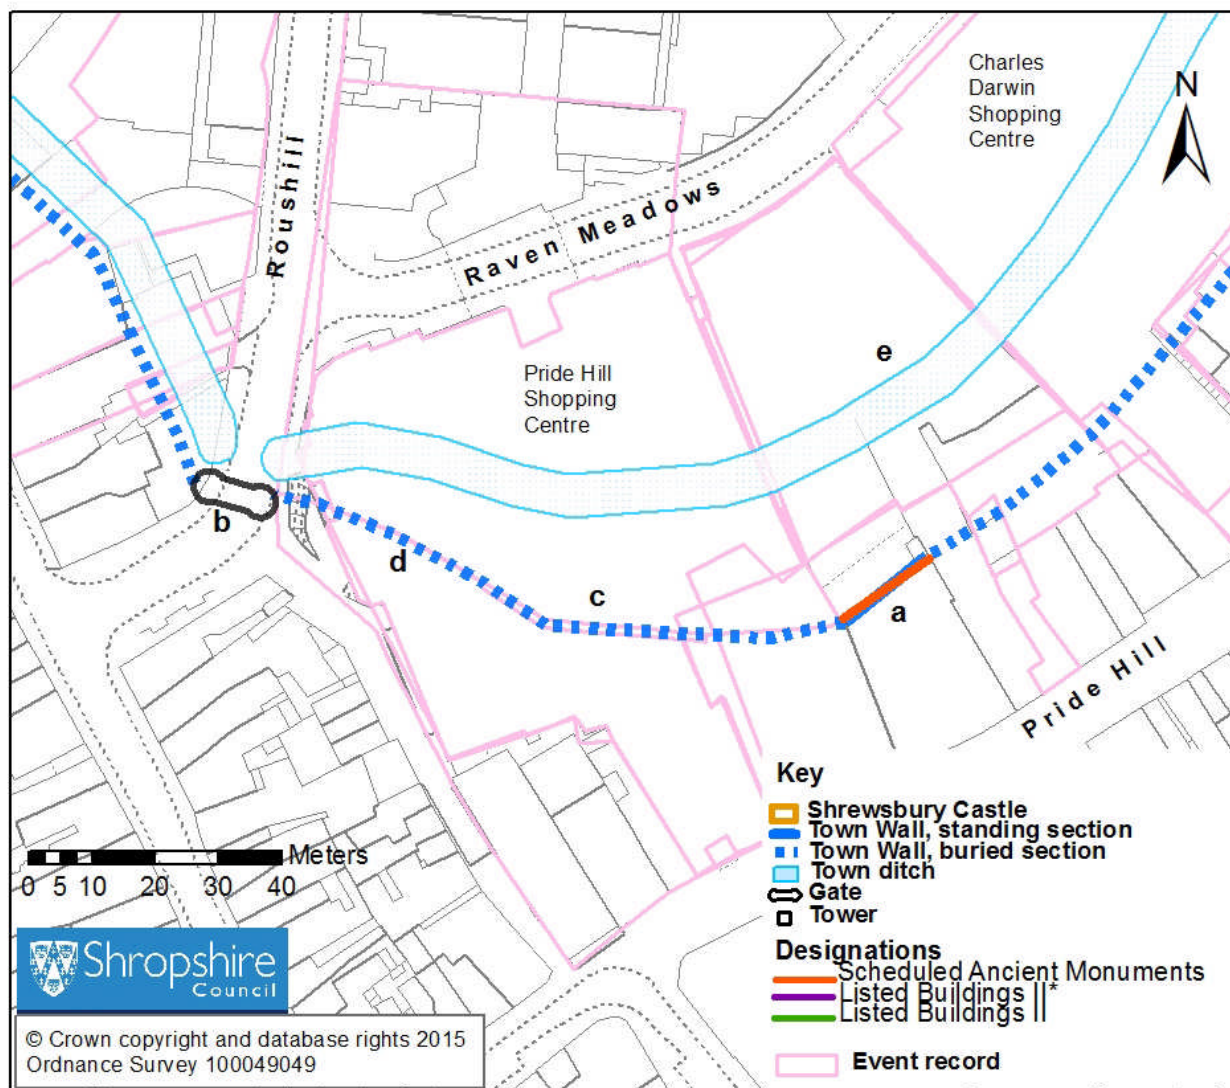 Charles
Darwin
Shopping
Centre
N
Roushill
Raven Meadows
e
Pride Hill
Shopping
Centre
b
d
c
a
Pride Hill
Key
Shrewsbury Castle
Town Wall, standing section
Town Wall, buried section
Town ditch
Gate
Tower
Designations
Scheduled Ancient Monuments
Listed Buildings II*
Listed Buildings II
Event record
Meters
0 5 10 20 30 40
Shropshire
Council
© Crown copyright and database rights 2015
Ordnance Survey 100049049